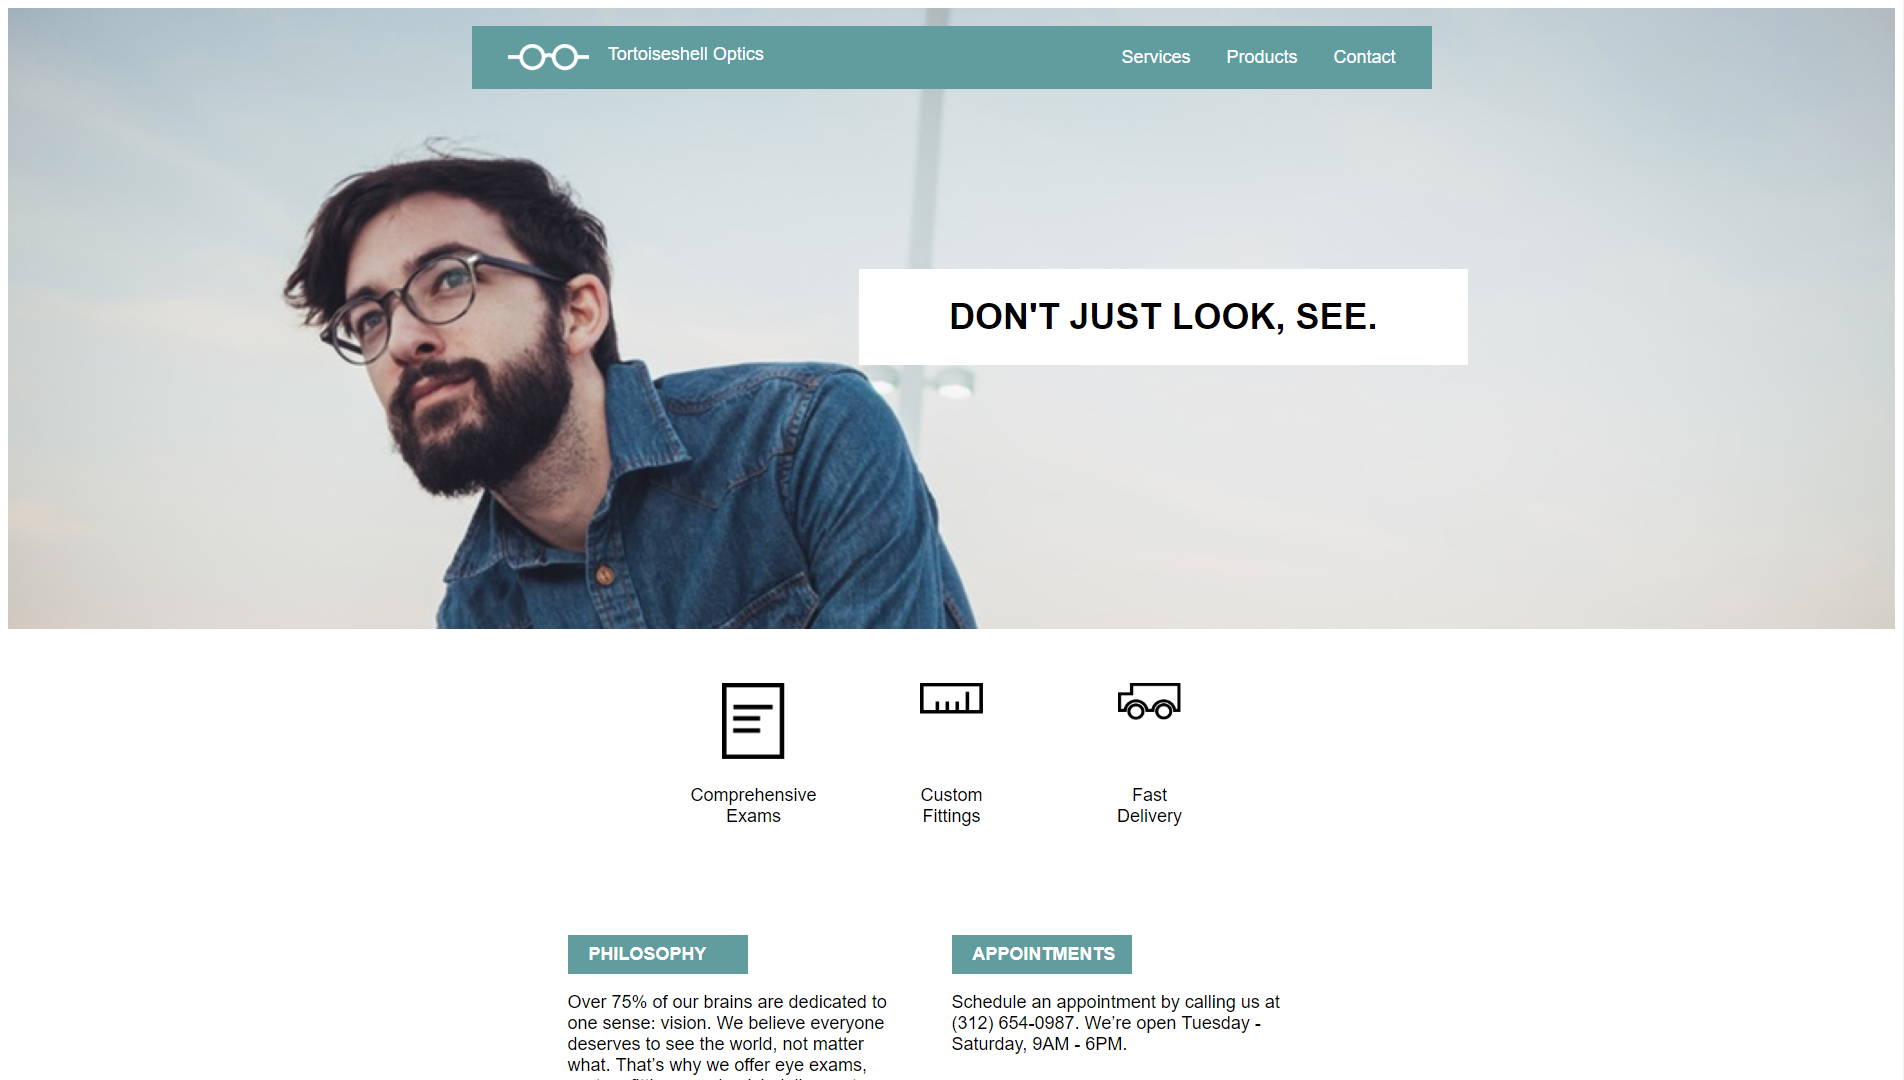 Tortoiseshell Optics
Services Products Contact
DON'T JUST LOOK, SEE.
Comprehensive
Exams
Custom
Fittings
Fast
Delivery
PHILOSOPHY
Over 75% of our brains are dedicated to
one sense: vision. We believe everyone
deserves to see the world, not matter
what. That’s why we offer eye exams,
APPOINTMENTS
Schedule an appointment by calling us at
(312) 654-0987. We’re open Tuesday -
Saturday, 9AM - 6PM.